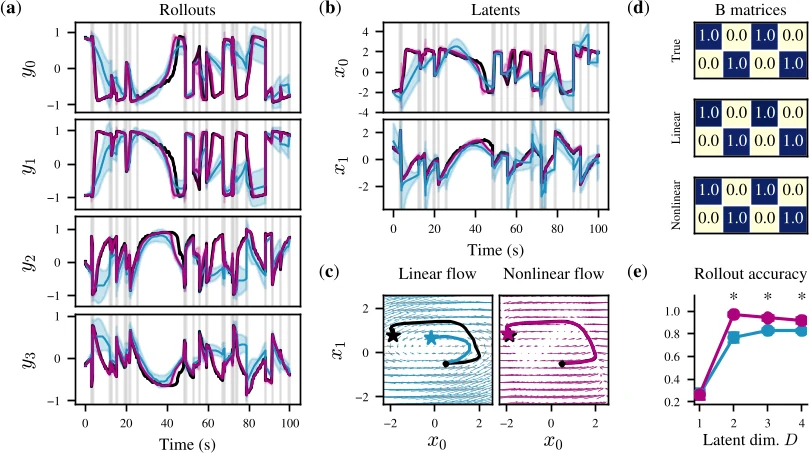 (a)
Rollouts
y0
1
0
−1
y1
1
0
−1
y2
1
0
−1
y3
1
0
−1
0 20 40 60 80 100
Time (s)
(b)
Latents
x0
4
2
0
−2
−4
x1
2
0
−2
0 20 40 60 80 100
Time (s)
(c)
Linear flow Nonlinear flow
x1
2
0
−2
−2 0 2 −2 0 2
x0 x0
(d)
B matrices
True
1.0 0.0 1.0 0.0
0.0 1.0 0.0 1.0
Linear
1.0 0.0 1.0 0.0
0.0 1.0 0.0 1.0
Nonlinear
1.0 0.0 1.0 0.0
0.0 1.0 0.0 1.0
(e)
Rollout accuracy
* * *
1.0
0.8
0.6
0.4
0.2
1 2 3 4
Latent dim. D